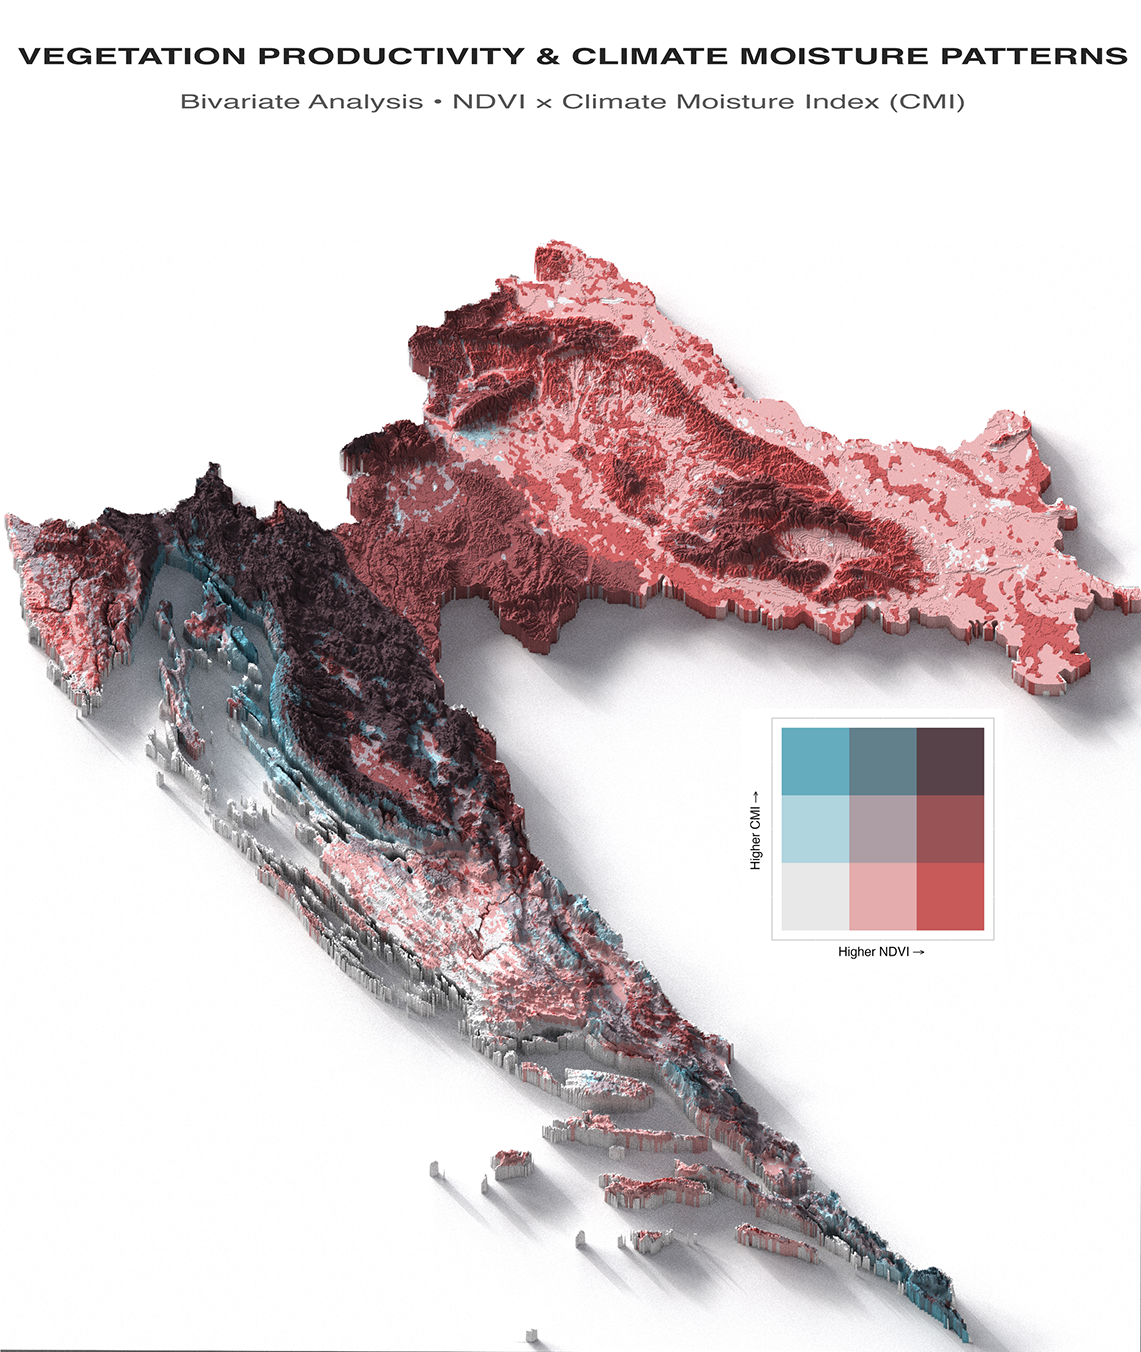 VEGETATION PRODUCTIVITY & CLIMATE MOISTURE PATTERNS
Bivariate Analysis • NDVI x Climate Moisture Index (CMI)
Higher CMI →
Higher NDVI →